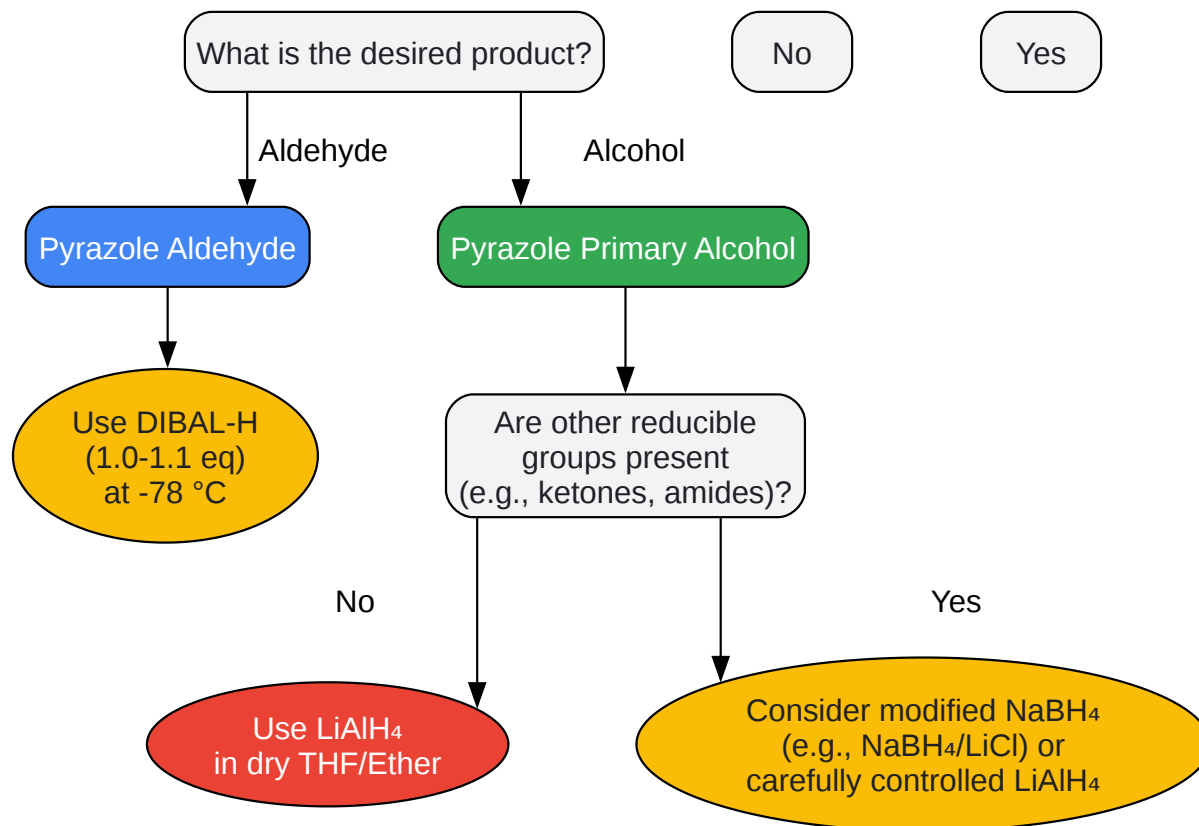 What is the desired product?
No
Yes
Aldehyde
Alcohol
Pyrazole Aldehyde
Pyrazole Primary Alcohol
Use DIBAL-H
(1.0-1.1 eq)
at -78 °C
Are other reducible
groups present
(e.g., ketones, amides)?
No
Yes
Use LiAlH₄
in dry THF/Ether
Consider modified NaBH₄
(e.g., NaBH₄/LiCl) or
carefully controlled LiAlH₄